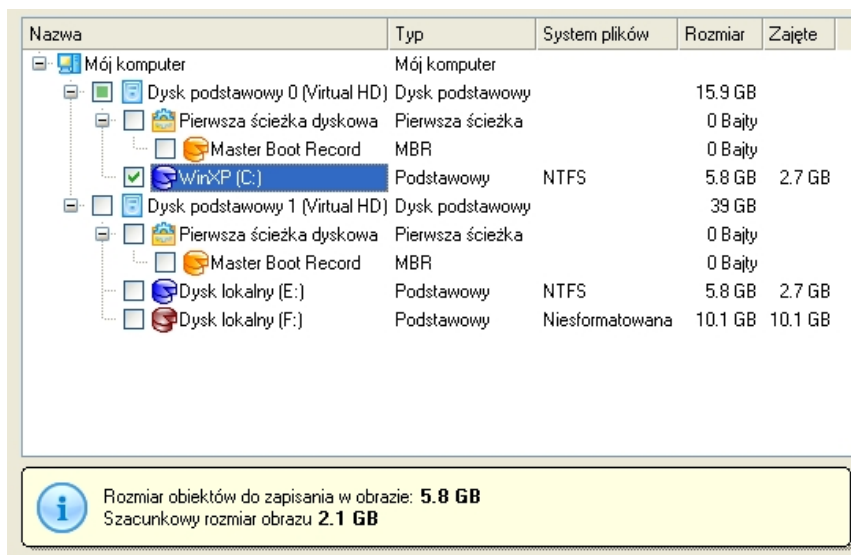 Nazwa Typ System plików Rozmiar Zajęte
Mój komputer Mój komputer
Dysk podstawowy 0 (Virtual HD) Dysk podstawowy 15.9 GB
Pierwsza ścieżka dyskowa Pierwsza ścieżka 0 Bajty
Master Boot Record MBR 0 Bajty
WinXP (C:) Podstawowy NTFS 5.8 GB 2.7 GB
Dysk podstawowy 1 (Virtual HD) Dysk podstawowy 39 GB
Pierwsza ścieżka dyskowa Pierwsza ścieżka 0 Bajty
Master Boot Record MBR 0 Bajty
Dysk lokalny (E:) Podstawowy NTFS 5.8 GB 2.7 GB
Dysk lokalny (F:) Podstawowy Niesformatowana 10.1 GB 10.1 GB
Rozmiar obiektów do zapisania w obrazie: 5.8 GB
Szacunkowy rozmiar obrazu 2.1 GB